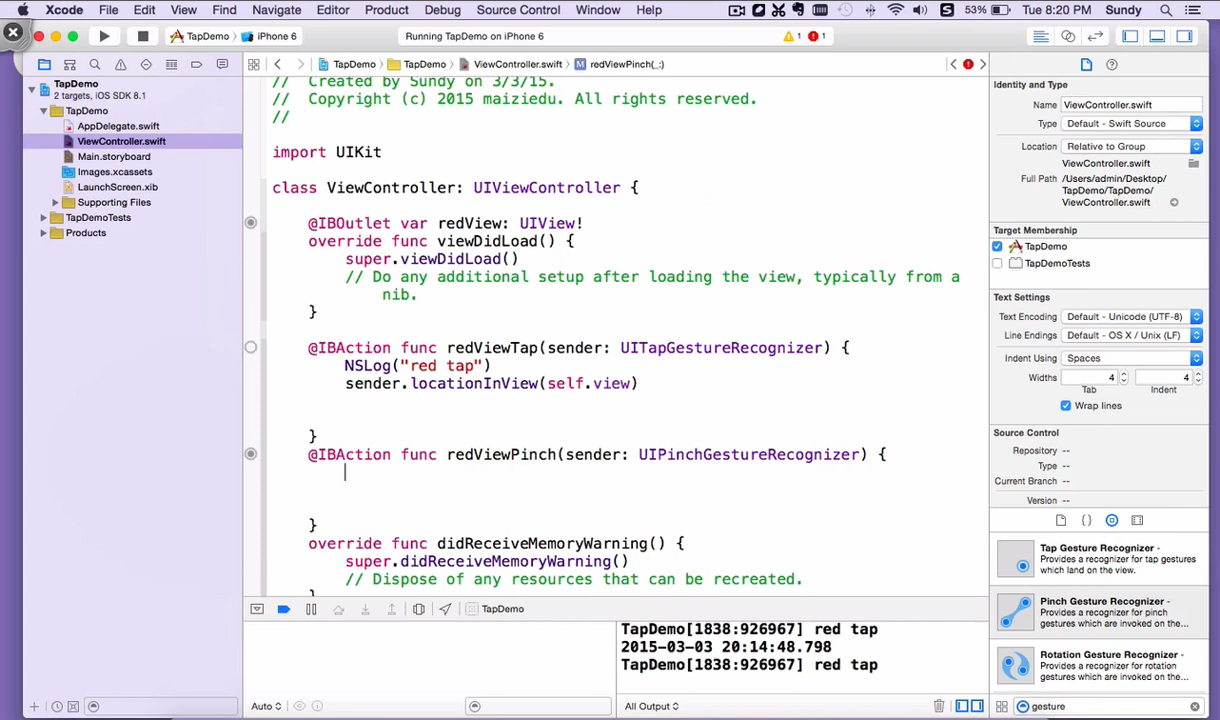 Xcode File Edit View Find Navigate Editor Product Debug Source Control Window Help 53% Tue 8:20 PM Sundy
TapDemo iPhone 6 Running TapDemo on iPhone 6 1 1
TapDemo TapDemo ViewController.swift redViewPinch(_:)
TapDemo
2 targets, iOS SDK 8.1
TapDemo
AppDelegate.swift
ViewController.swift
Main.storyboard
Images.xcassets
LaunchScreen.xib
Supporting Files
TapDemoTests
Products
// Created by Sundy on 3/3/15.
// Copyright (c) 2015 maiziedu. All rights reserved.
//
import UIKit
class ViewController: UIViewController {
@IBOutlet var redView: UIView!
override func viewDidLoad() {
super.viewDidLoad()
// Do any additional setup after loading the view, typically from a
nib.
}
@IBAction func redViewTap(sender: UITapGestureRecognizer) {
NSLog("red tap")
sender.locationInView(self.view)
}
@IBAction func redViewPinch(sender: UIPinchGestureRecognizer) {
}
override func didReceiveMemoryWarning() {
super.didReceiveMemoryWarning()
// Dispose of any resources that can be recreated.
}
TapDemo
TapDemo[1838:926967] red tap
2015-03-03 20:14:48.798
TapDemo[1838:926967] red tap
Auto
All Output
Identity and Type
Name ViewController.swift
Type Default - Swift Source
Location Relative to Group
ViewController.swift
Full Path /Users/admin/Desktop/
TapDemo/TapDemo/
ViewController.swift
Target Membership
TapDemo
TapDemoTests
Text Settings
Text Encoding Default - Unicode (UTF-8)
Line Endings Default - OS X / Unix (LF)
Indent Using Spaces
Widths 4 4
Tab Indent
Wrap lines
Source Control
Repository --
Type --
Current Branch --
Version --
Tap Gesture Recognizer -
Provides a recognizer for tap gestures
which land on the view.
Pinch Gesture Recognizer -
Provides a recognizer for pinch
gestures which are invoked on the...
Rotation Gesture Recognizer -
Provides a recognizer for rotation
gestures which are invoked on the...
gesture